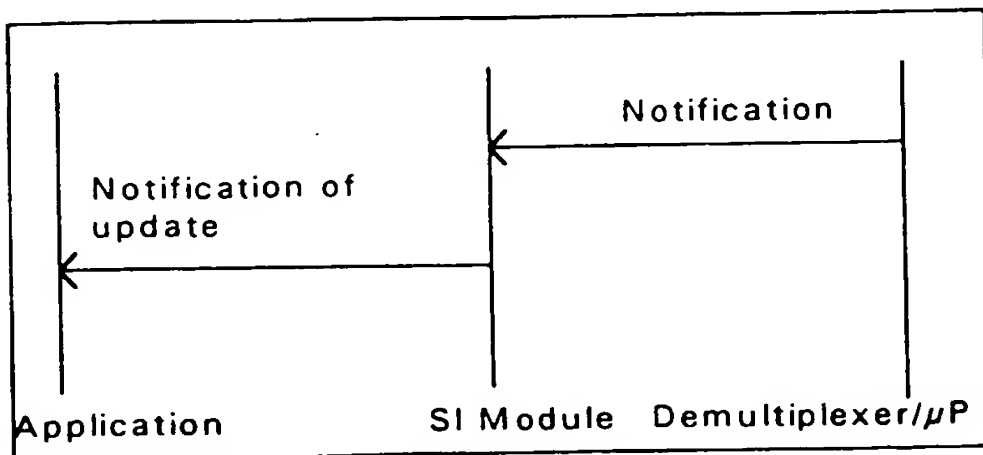 Notification
Notification of
update
Application
SI Module
Demultiplexer/µP